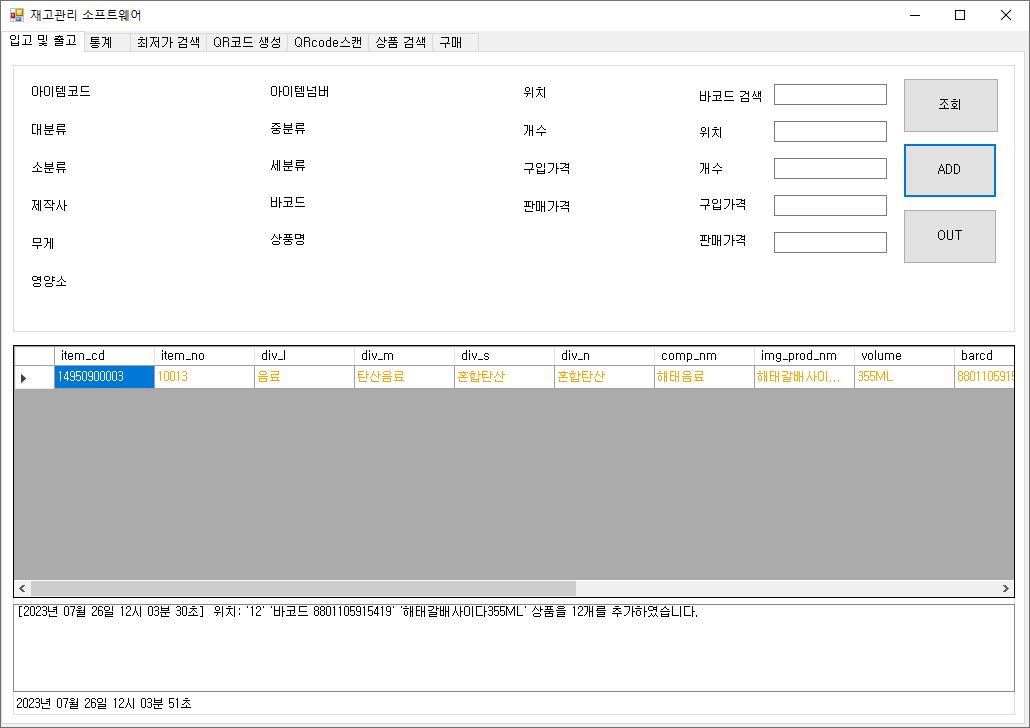 재고관리 소프트웨어
입고 및 출고 통계 최저가 검색 QR코드 생성 QRcode스캔 상품 검색 구매
아이템코드 아이템넘버 위치 바코드 검색 조회
대분류 중분류 개수 위치
소분류 세분류 구입가격 개수 ADD
제작사 바코드 판매가격 구입가격
무게 상품명 판매가격 OUT
영양소
item_cd item_no div_l div_m div_s div_n comp_nm img_prod_nm volume barcd
14950900003 10013 음료 탄산음료 혼합탄산 혼합탄산 해태음료 해태갈배사이... 355ML 8801105915
[2023년 07월 26일 12시 03분 30초] 위치: '12' '바코드 8801105915419' '해태갈배사이다355ML' 상품을 12개를 추가하였습니다.
2023년 07월 26일 12시 03분 51초